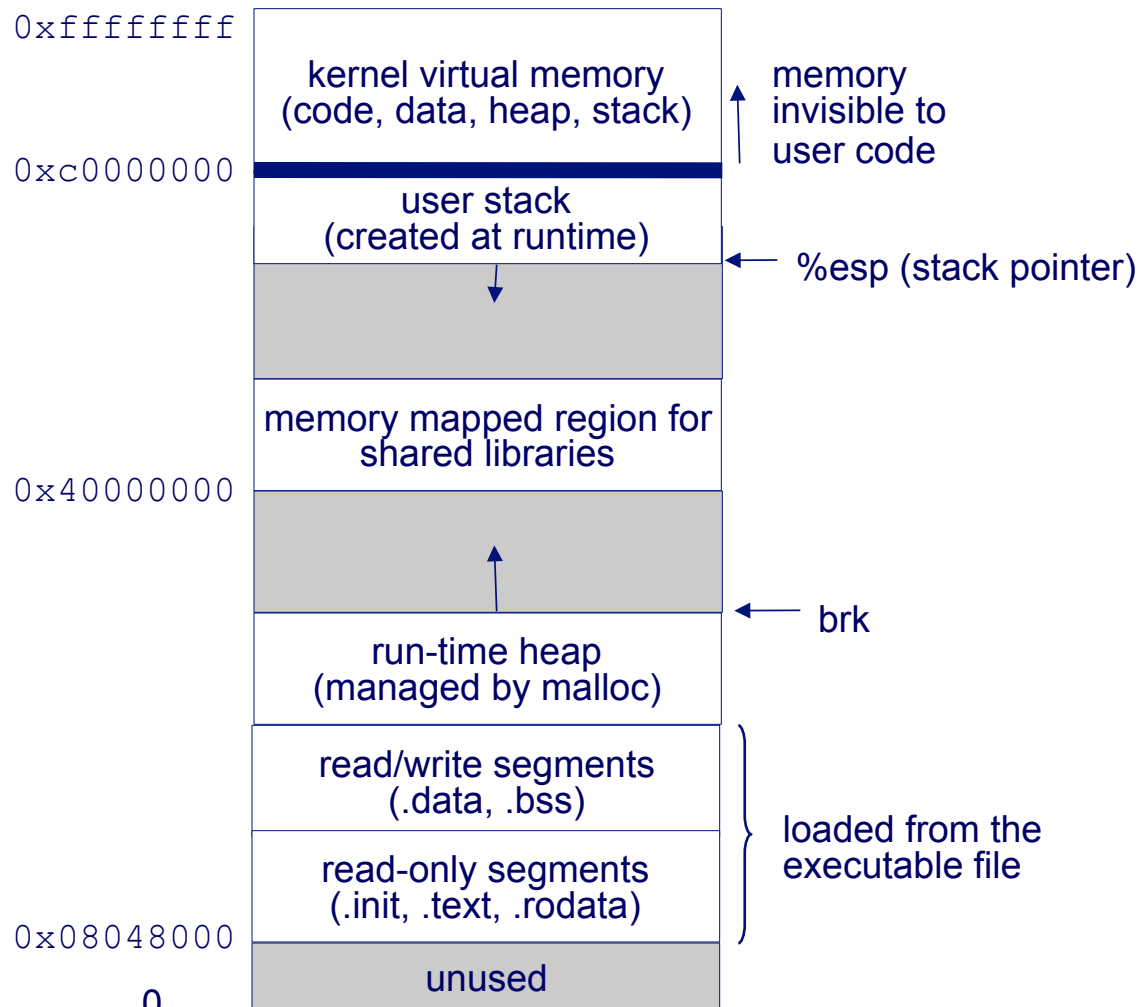 0xffffffff
kernel virtual memory
(code, data, heap, stack)
memory
invisible to
user code
0xc0000000
user stack
(created at runtime)
%esp (stack pointer)
memory mapped region for
shared libraries
0x40000000
brk
run-time heap
(managed by malloc)
read/write segments
(.data, .bss)
loaded from the
executable file
read-only segments
(.init, .text, .rodata)
0x08048000
unused
0